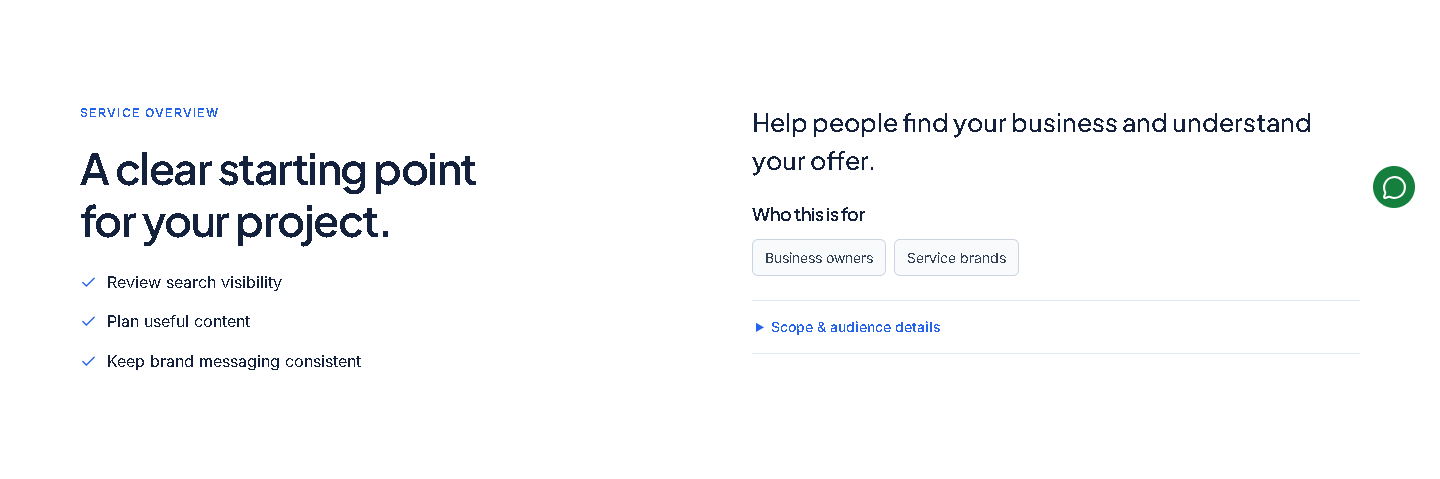 SERVICE OVERVIEW
A clear starting point
for your project.
Review search visibility
Plan useful content
Keep brand messaging consistent
Help people find your business and understand
your offer.
Who this is for
Business owners
Service brands
Scope & audience details